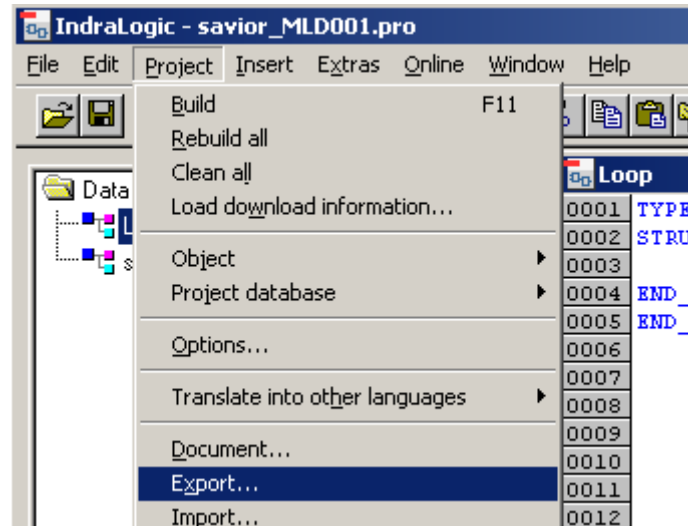 IndraLogic - savior_MLD001.pro
File Edit Project Insert Extras Online Window Help
Build F11
Rebuild all
Clean all
Load download information...
Object
Project database
Options...
Translate into other languages
Document...
Export...
Import...
Data
L
s
Loop
0001 TYPE
0002 STRU
0003
0004 END_
0005 END_
0006
0007
0008
0009
0010
0011
0012